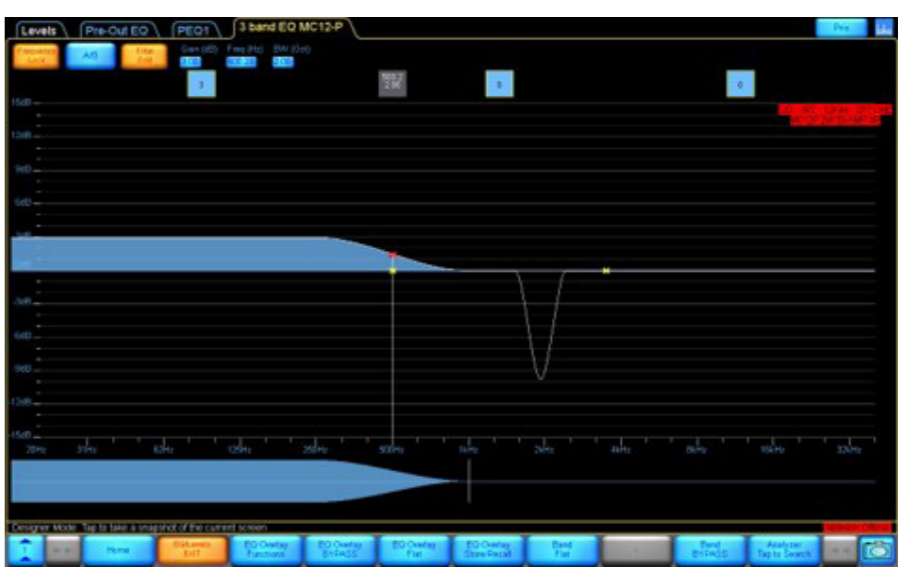 Levels
Pre-Out EQ
PEQ1
3 band EQ MC12-P
Pre
Frequency
Lock
Filter
Edit
Gain (dB)
Freq (Hz)
BW (Oct)
3
0
15dB
12dB
9dB
6dB
3dB
-3dB
-6dB
-9dB
-12dB
-15dB
20Hz
31Hz
62Hz
125Hz
250Hz
500Hz
1kHz
2kHz
4kHz
8kHz
16kHz
32kHz
Designer Mode: Tap to take a snapshot of the current screen
Home
EXIT
EQ Overlay
Functions
EQ Overlay
BYPASS
EQ Overlay
Flat
EQ Overlay
Store/Recall
Band
Flat
Band
BYPASS
Analyzer
Tap to Search